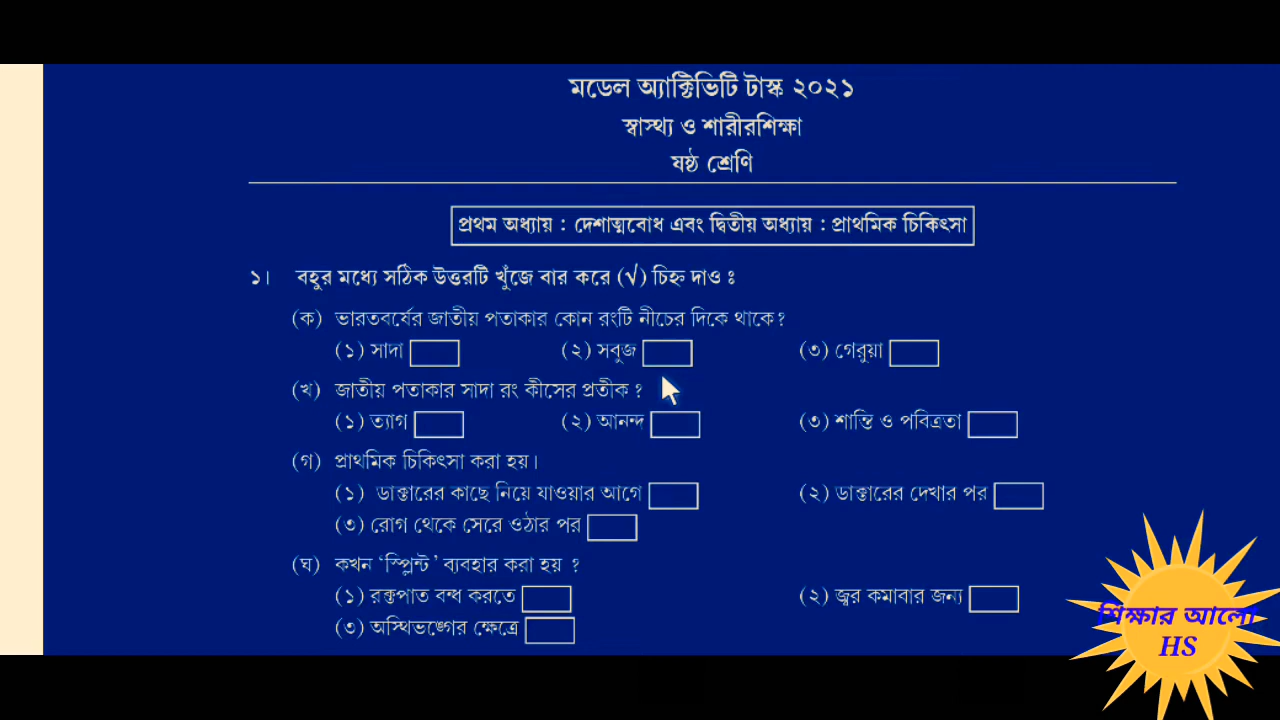 মডেল অ্যাক্টিভিটি টাস্ক ২০২১
স্বাস্থ্য ও শারীরশিক্ষা
ষষ্ঠ শ্রেণি
প্রথম অধ্যায় : দেশাত্মবোধ এবং দ্বিতীয় অধ্যায় : প্রাথমিক চিকিৎসা
১। বহুর মধ্যে সঠিক উত্তরটি খুঁজে বার করে (√) চিহ্ন দাও ঃ
(ক) ভারতবর্ষের জাতীয় পতাকার কোন রংটি নীচের দিকে থাকে?
(১) সাদা (২) সবুজ (৩) গেরুয়া
(খ) জাতীয় পতাকার সাদা রং কীসের প্রতীক ?
(১) ত্যাগ (২) আনন্দ (৩) শান্তি ও পবিত্রতা
(গ) প্রাথমিক চিকিৎসা করা হয়।
(১) ডাক্তারের কাছে নিয়ে যাওয়ার আগে (২) ডাক্তারের দেখার পর
(৩) রোগ থেকে সেরে ওঠার পর
(ঘ) কখন ‘স্প্লিন্ট’ ব্যবহার করা হয় ?
(১) রক্তপাত বন্ধ করতে (২) জ্বর কমাবার জন্য
(৩) অস্থিভঙ্গের ক্ষেত্রে
শিক্ষার আলো
HS